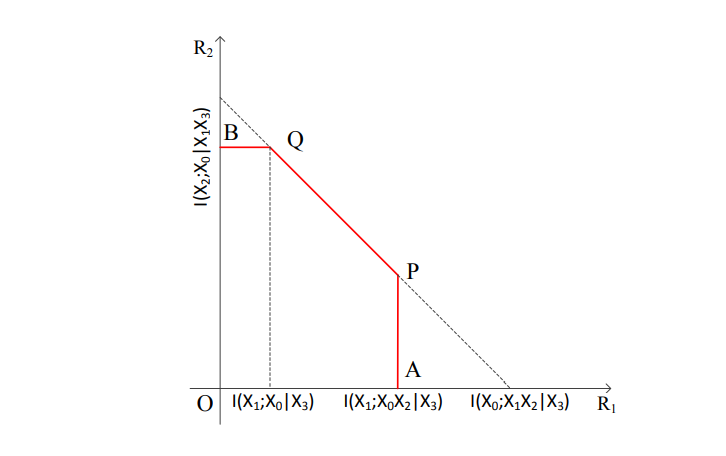 R₂
I(X₂;X₀|X₁X₃)
B
Q
P
A
O
I(X₁;X₀|X₃)
I(X₁;X₀X₂|X₃)
I(X₀;X₁X₂|X₃)
R₁